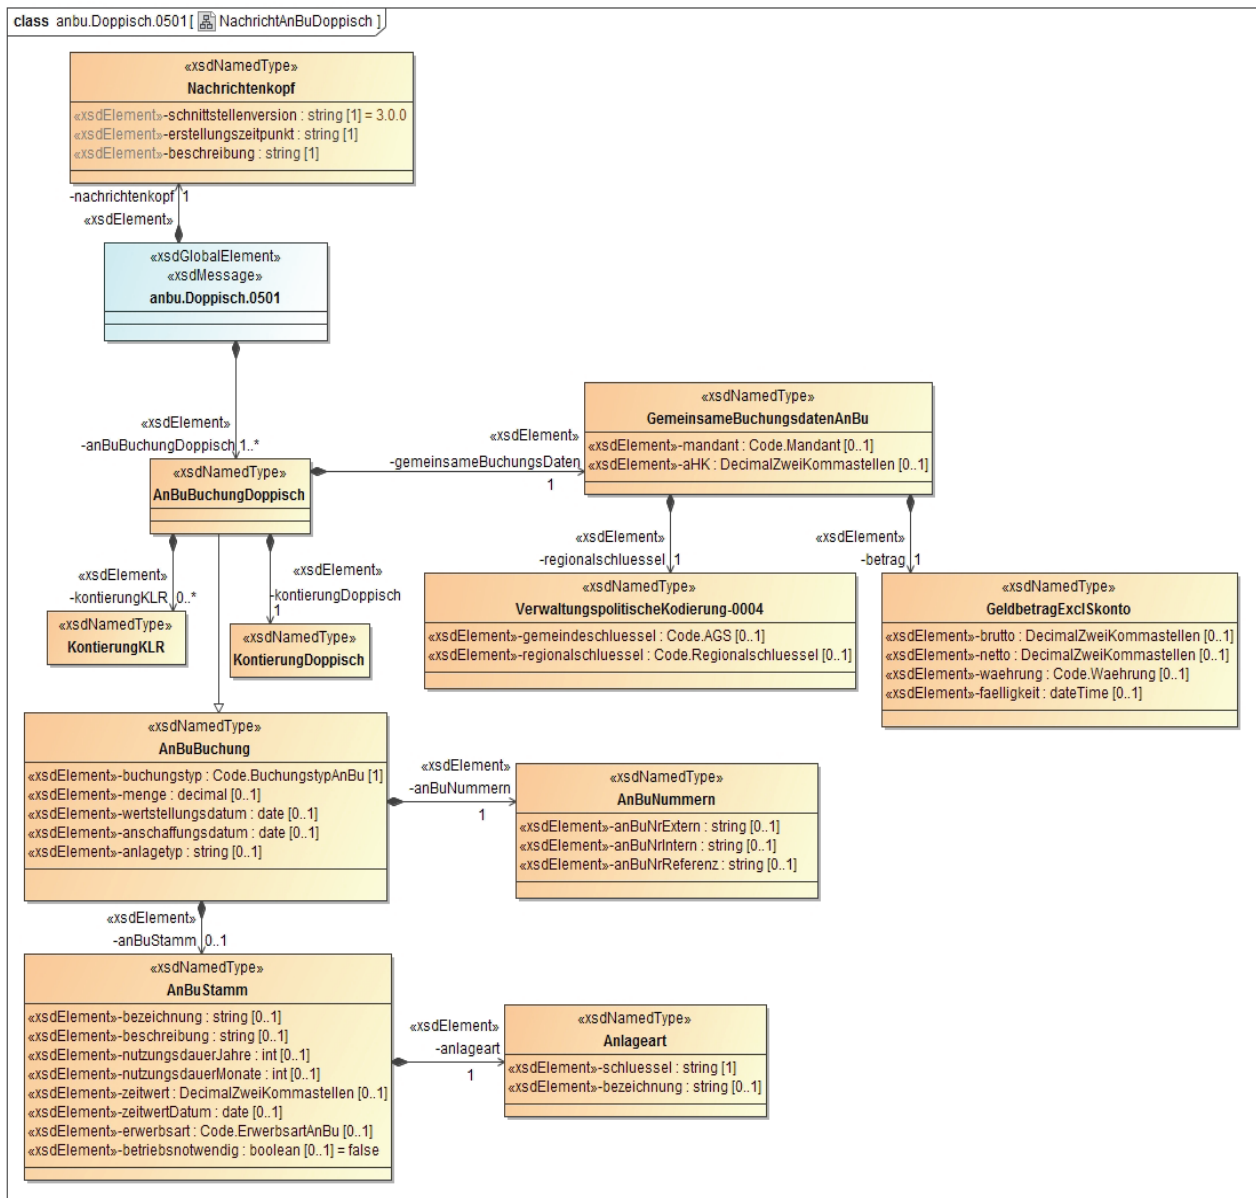 class anbu.Doppisch.0501 [ NachrichtAnBuDoppisch ]
«xsdNamedType»
Nachrichtenkopf
«xsdElement»-schnittstellenversion : string [1] = 3.0.0
«xsdElement»-erstellungszeitpunkt : string [1]
«xsdElement»-beschreibung : string [1]
-nachrichtenkopf 1
«xsdElement»
«xsdGlobalElement»
«xsdMessage»
anbu.Doppisch.0501
«xsdElement»
-anBuBuchungDoppisch 1..*
«xsdNamedType»
AnBuBuchungDoppisch
«xsdElement»
-gemeinsameBuchungsDaten
1
«xsdNamedType»
GemeinsameBuchungsdatenAnBu
«xsdElement»-mandant : Code.Mandant [0..1]
«xsdElement»-aHK : DecimalZweiKommastellen [0..1]
«xsdElement»
-regionalschluessel 1
«xsdElement»
-betrag 1
«xsdNamedType»
VerwaltungspolitischeKodierung-0004
«xsdElement»-gemeindeschluessel : Code.AGS [0..1]
«xsdElement»-regionalschluessel : Code.Regionalschluessel [0..1]
«xsdNamedType»
GeldbetragExclSkonto
«xsdElement»-brutto : DecimalZweiKommastellen [0..1]
«xsdElement»-netto : DecimalZweiKommastellen [0..1]
«xsdElement»-waehrung : Code.Waehrung [0..1]
«xsdElement»-faelligkeit : dateTime [0..1]
«xsdElement»
-kontierungKLR 0..*
«xsdElement»
-kontierungDoppisch
1
«xsdNamedType»
KontierungKLR
«xsdNamedType»
KontierungDoppisch
«xsdNamedType»
AnBuBuchung
«xsdElement»-buchungstyp : Code.BuchungstypAnBu [1]
«xsdElement»-menge : decimal [0..1]
«xsdElement»-wertstellungsdatum : date [0..1]
«xsdElement»-anschaffungsdatum : date [0..1]
«xsdElement»-anlagetyp : string [0..1]
«xsdElement»
-anBuNummern
1
«xsdNamedType»
AnBuNummern
«xsdElement»-anBuNrExtern : string [0..1]
«xsdElement»-anBuNrIntern : string [0..1]
«xsdElement»-anBuNrReferenz : string [0..1]
«xsdElement»
-anBuStamm 0..1
«xsdNamedType»
AnBuStamm
«xsdElement»-bezeichnung : string [0..1]
«xsdElement»-beschreibung : string [0..1]
«xsdElement»-nutzungsdauerJahre : int [0..1]
«xsdElement»-nutzungsdauerMonate : int [0..1]
«xsdElement»-zeitwert : DecimalZweiKommastellen [0..1]
«xsdElement»-zeitwertDatum : date [0..1]
«xsdElement»-erwerbsart : Code.ErwerbsartAnBu [0..1]
«xsdElement»-betriebsnotwendig : boolean [0..1] = false
«xsdElement»
-anlageart
1
«xsdNamedType»
Anlageart
«xsdElement»-schluessel : string [1]
«xsdElement»-bezeichnung : string [0..1]